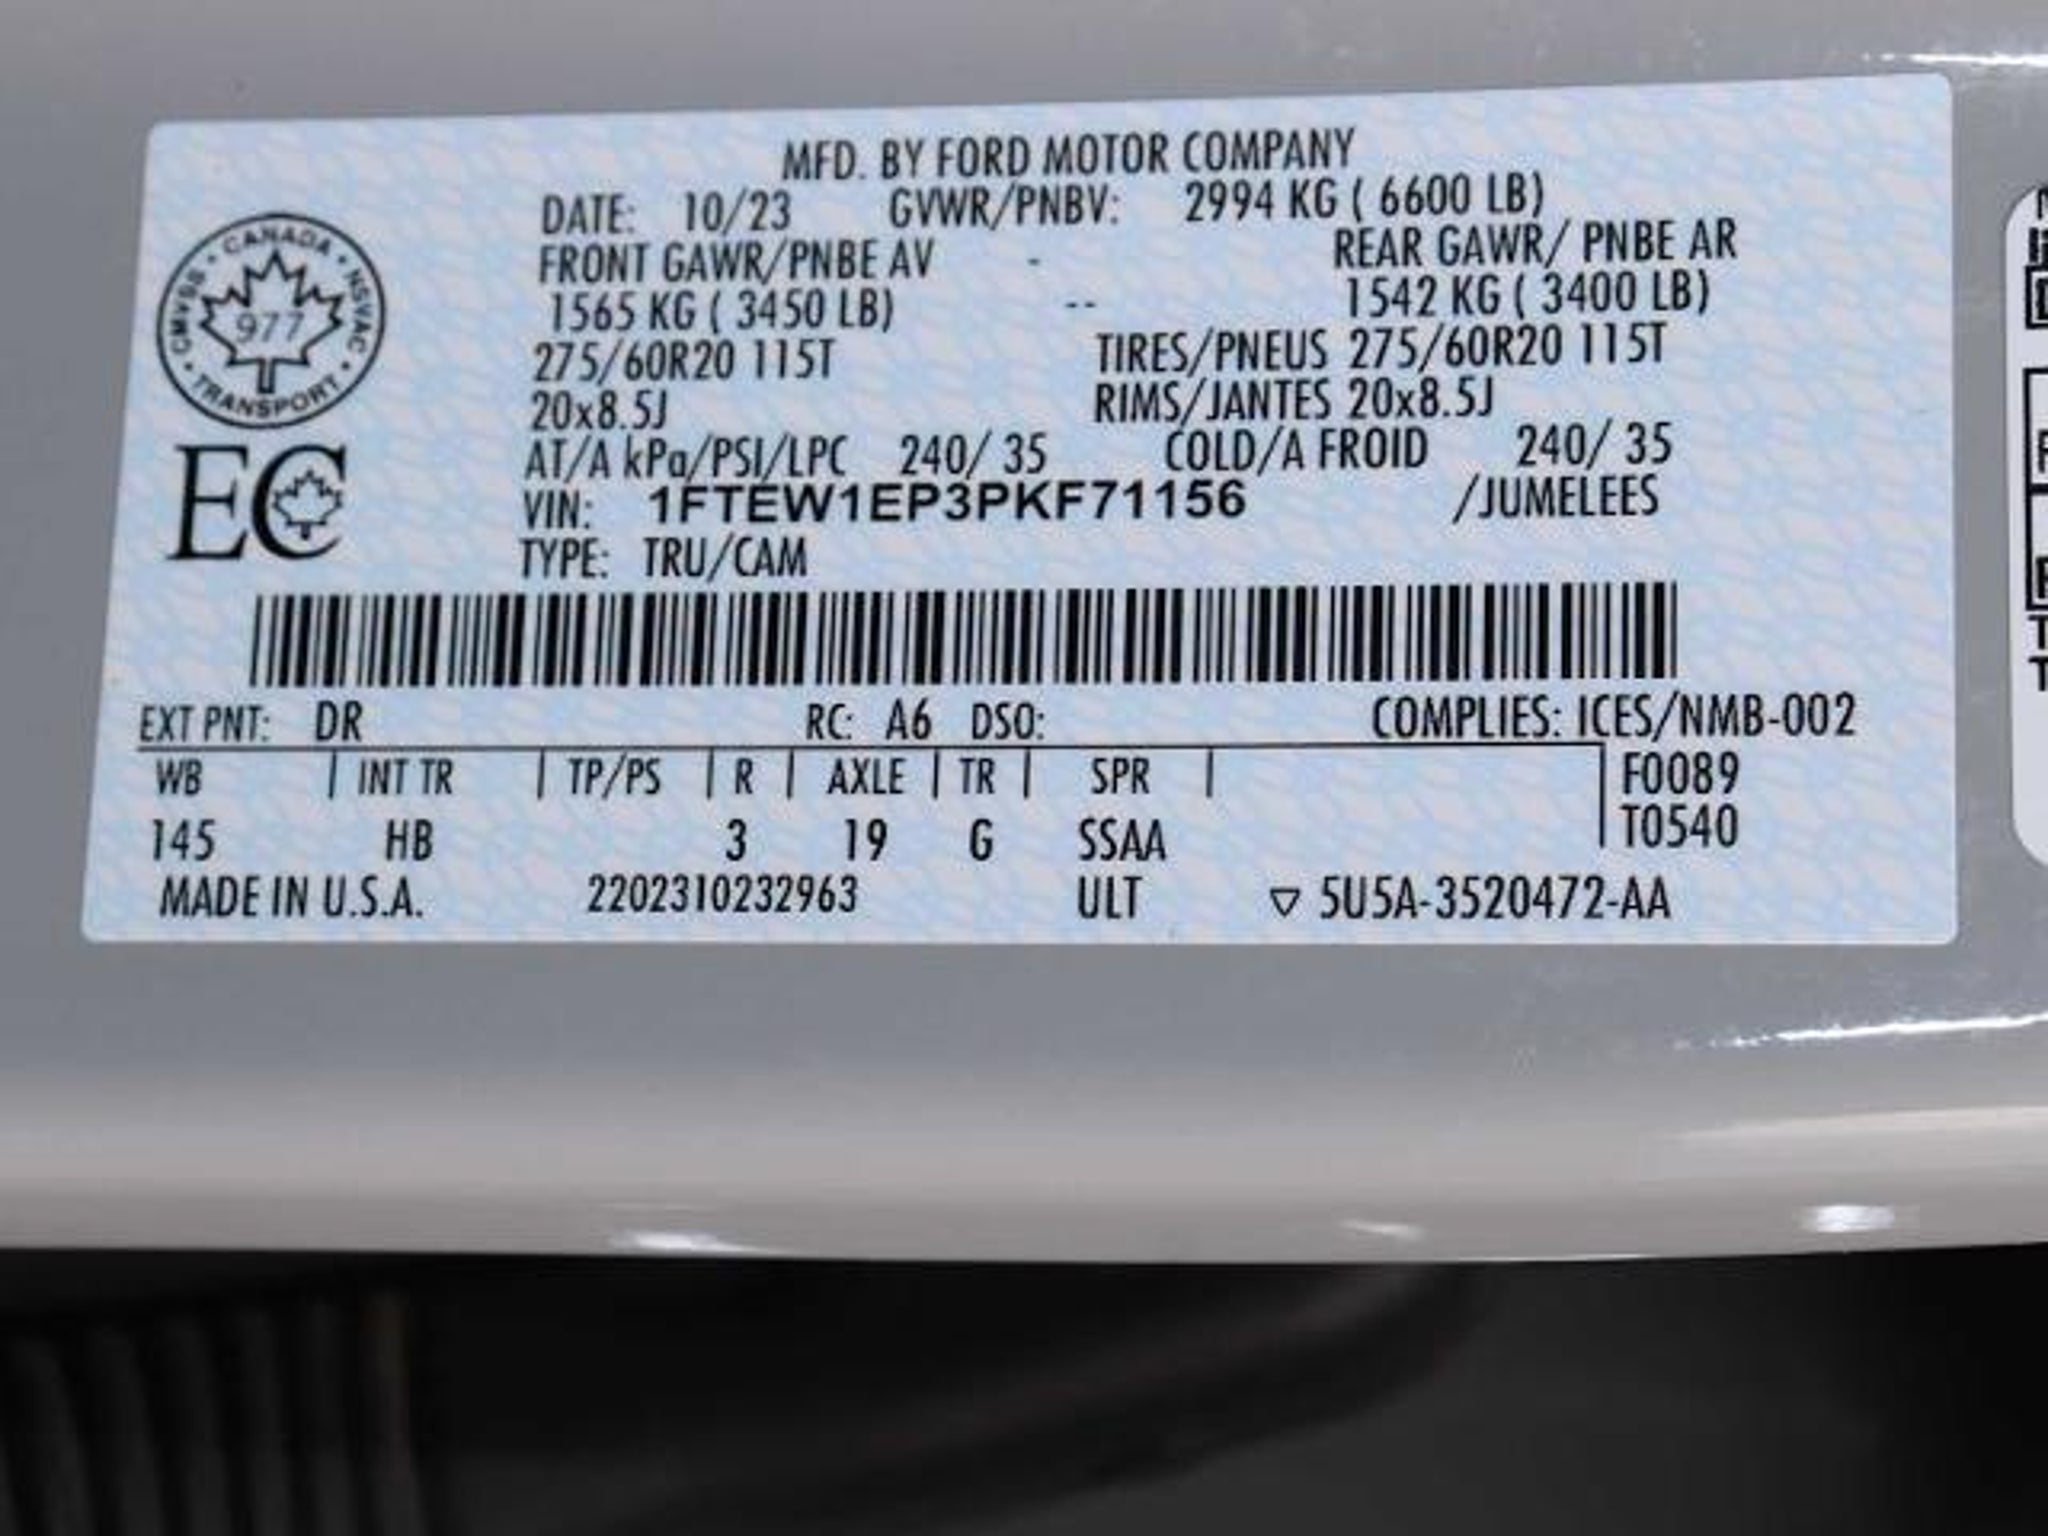 MFD. BY FORD MOTOR COMPANY
DATE: 10/23 GVWR/PNBV: 2994 KG ( 6600 LB)
FRONT GAWR/PNBE AV - REAR GAWR/ PNBE AR
1565 KG ( 3450 LB) -- 1542 KG ( 3400 LB)
275/60R20 115T TIRES/PNEUS 275/60R20 115T
20x8.5J RIMS/JANTES 20x8.5J
AT/A kPa/PSI/LPC 240/ 35 COLD/A FROID 240/ 35
VIN: 1FTEW1EP3PKF71156 /JUMELEES
TYPE: TRU/CAM
CANADA
CMVSS • NSVAC
977
TRANSPORT
EC
EXT PNT: DR RC: A6 DSO: COMPLIES: ICES/NMB-002
WB | INT TR | TP/PS | R | AXLE | TR | SPR | F0089
145 HB 3 19 G SSAA T0540
MADE IN U.S.A. 2202310232963 ULT ▽ 5U5A-3520472-AA